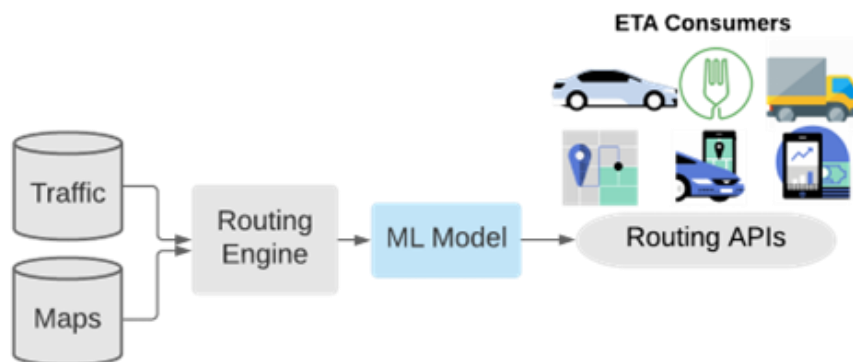 ETA Consumers
Traffic
Maps
Routing
Engine
ML Model
Routing APIs